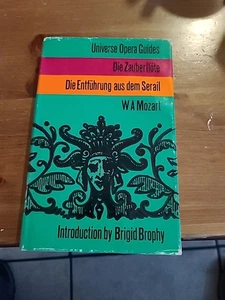 Universe Opera Guides
Die Zauberflöte
Die Entführung aus dem Serail
W A Mozart
Introduction by Brigid Brophy